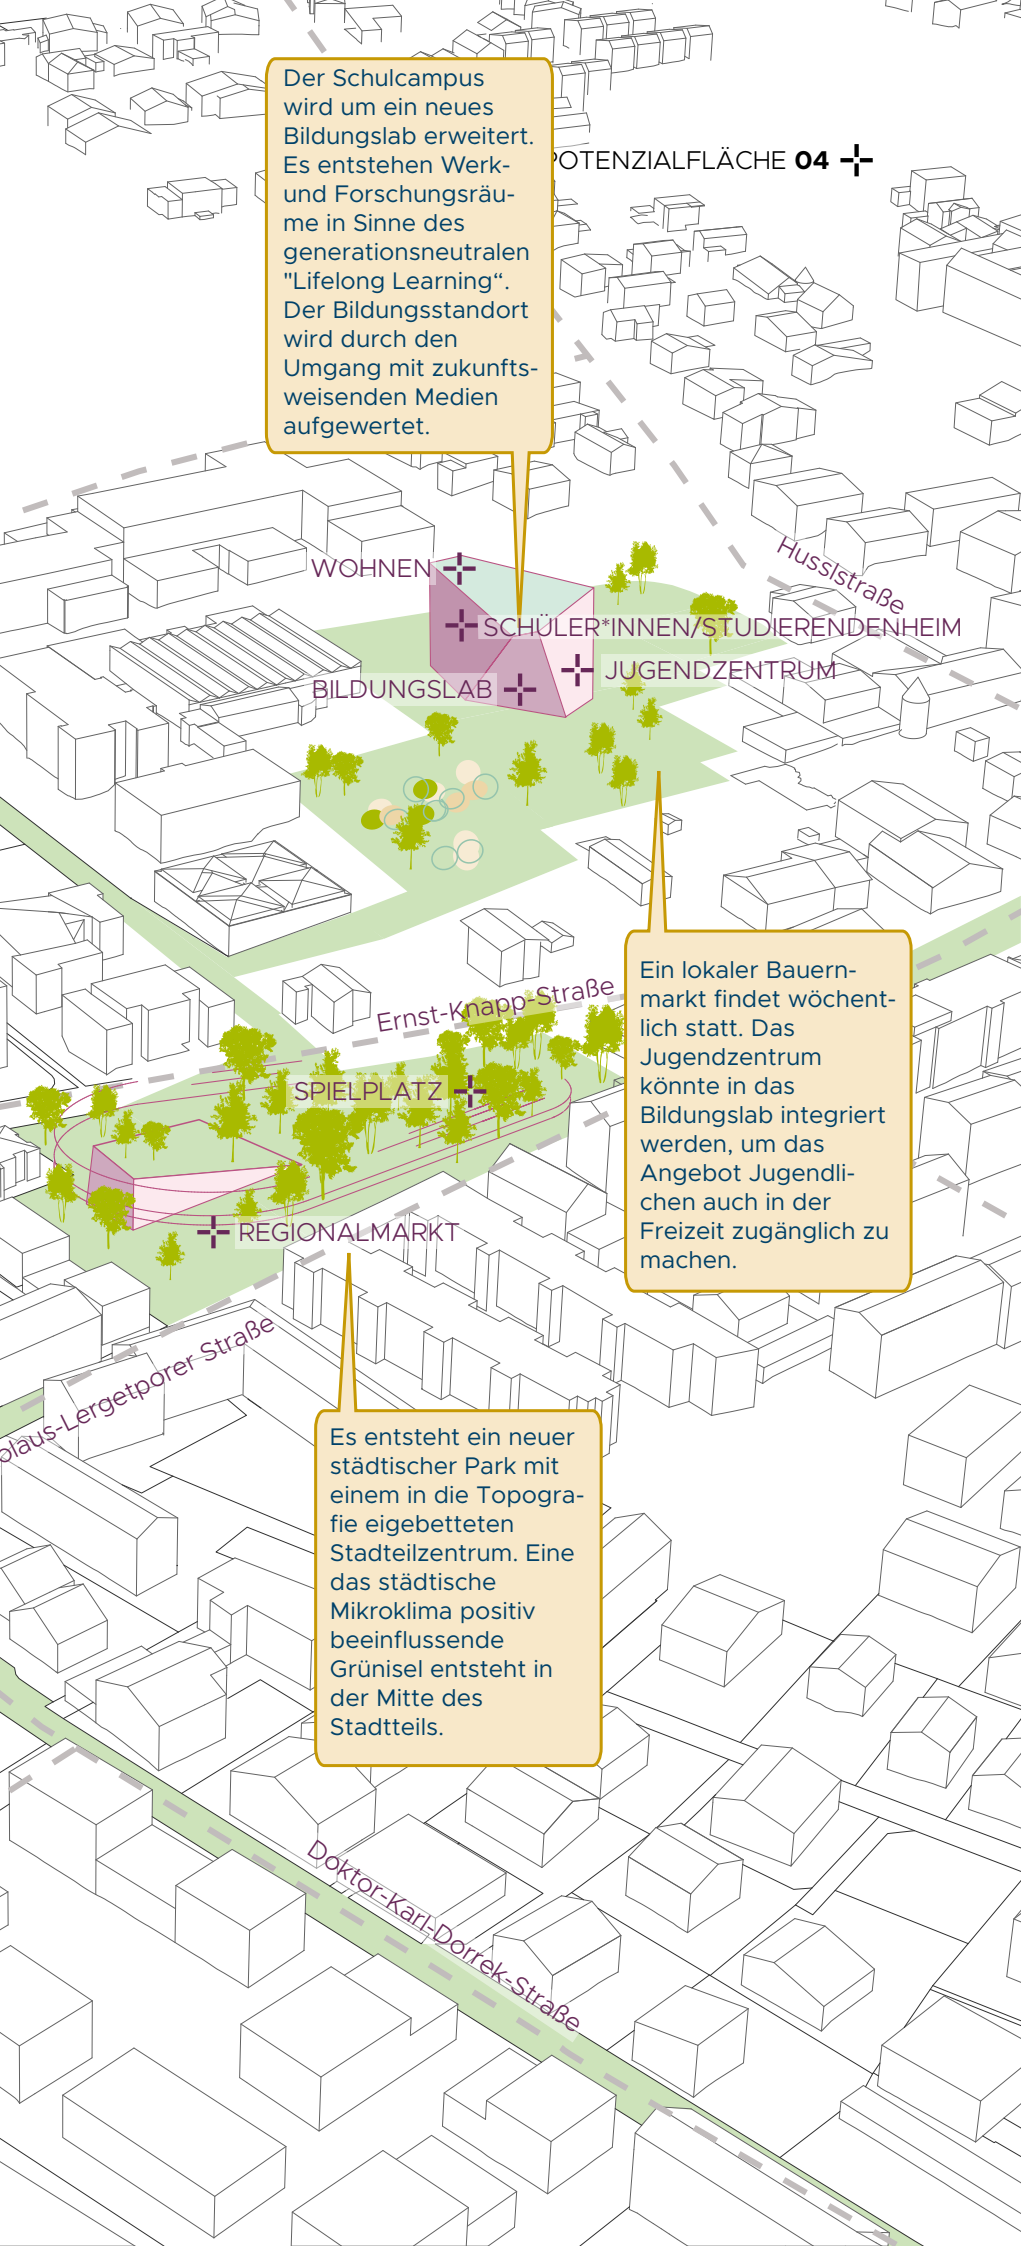 Der Schulcampus
wird um ein neues
Bildungslab erweitert.
Es entstehen Werk-
und Forschungsräu-
me in Sinne des
generationsneutralen
"Lifelong Learning“.
Der Bildungsstandort
wird durch den
Umgang mit zukunfts-
weisenden Medien
aufgewertet.
POTENZIALFLÄCHE 04
Husslstraße
WOHNEN
SCHÜLER*INNEN/STUDIERENDENHEIM
JUGENDZENTRUM
BILDUNGSLAB
Ein lokaler Bauern-
markt findet wöchent-
lich statt. Das
Jugendzentrum
könnte in das
Bildungslab integriert
werden, um das
Angebot Jugendli-
chen auch in der
Freizeit zugänglich zu
machen.
Ernst-Knapp-Straße
SPIELPLATZ
REGIONALMARKT
olaus-Lergetporer Straße
Es entsteht ein neuer
städtischer Park mit
einem in die Topogra-
fie eigebetteten
Stadteilzentrum. Eine
das städtische
Mikroklima positiv
beeinflussende
Grünisel entsteht in
der Mitte des
Stadtteils.
Doktor-Karl-Dorrek-Straße